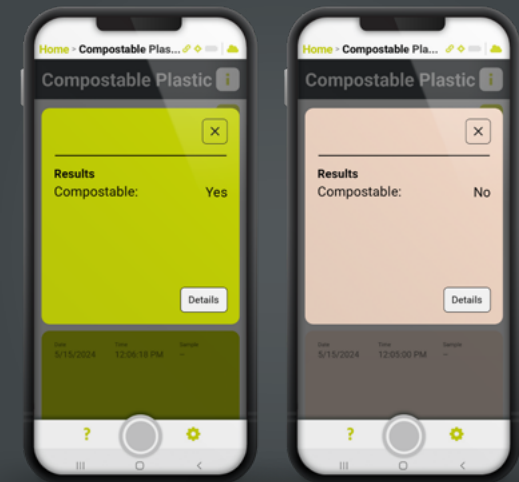 Home > Compostable Plas...
Compostable Plastic i
X
Results
Compostable: Yes
Details
Date Time Sample
5/15/2024 12:06:18 PM --
?
Home > Compostable Pla...
Compostable Plastic i
X
Results
Compostable: No
Details
Date Time Sample
5/15/2024 12:05:00 PM --
?